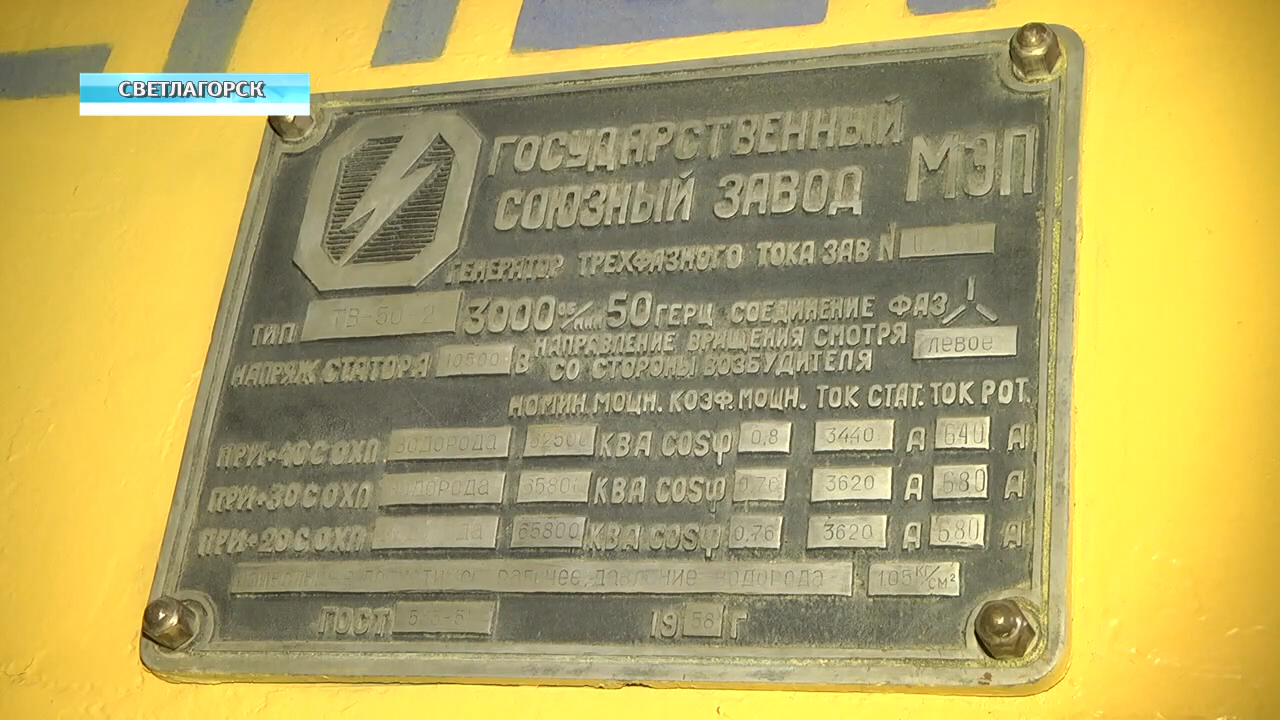 СВЕТЛАГОРСК
ГОСУДАРСТВЕННЫЙ МЭП
СОЮЗНЫЙ ЗАВОД
ГЕНЕРАТОР ТРЕХФАЗНОГО ТОКА ЗАВ N
ТИП ТВ-50-2 3000 об/мин 50 ГЕРЦ СОЕДИНЕНИЕ ФАЗ
НАПРЯЖ СТАТОРА 10500 В НАПРАВЛЕНИЕ ВРАЩЕНИЯ СМОТРЯ СО СТОРОНЫ ВОЗБУДИТЕЛЯ левое
НОМИН. МОЩН. КОЭФ. МОЩН. ТОК СТАТ. ТОК РОТ.
ПРИ+40С ОХЛ водорода 62500 КВА COSφ 0,8 3440 А 640 А
ПРИ+30С ОХЛ водорода 65800 КВА COSφ 0,76 3620 А 680 А
ПРИ+20С ОХЛ да 65800 КВА COSφ 0,76 3620 А 680 А
рабочее давление водорода 1,05 КГ/СМ²
ГОСТ 1958 Г